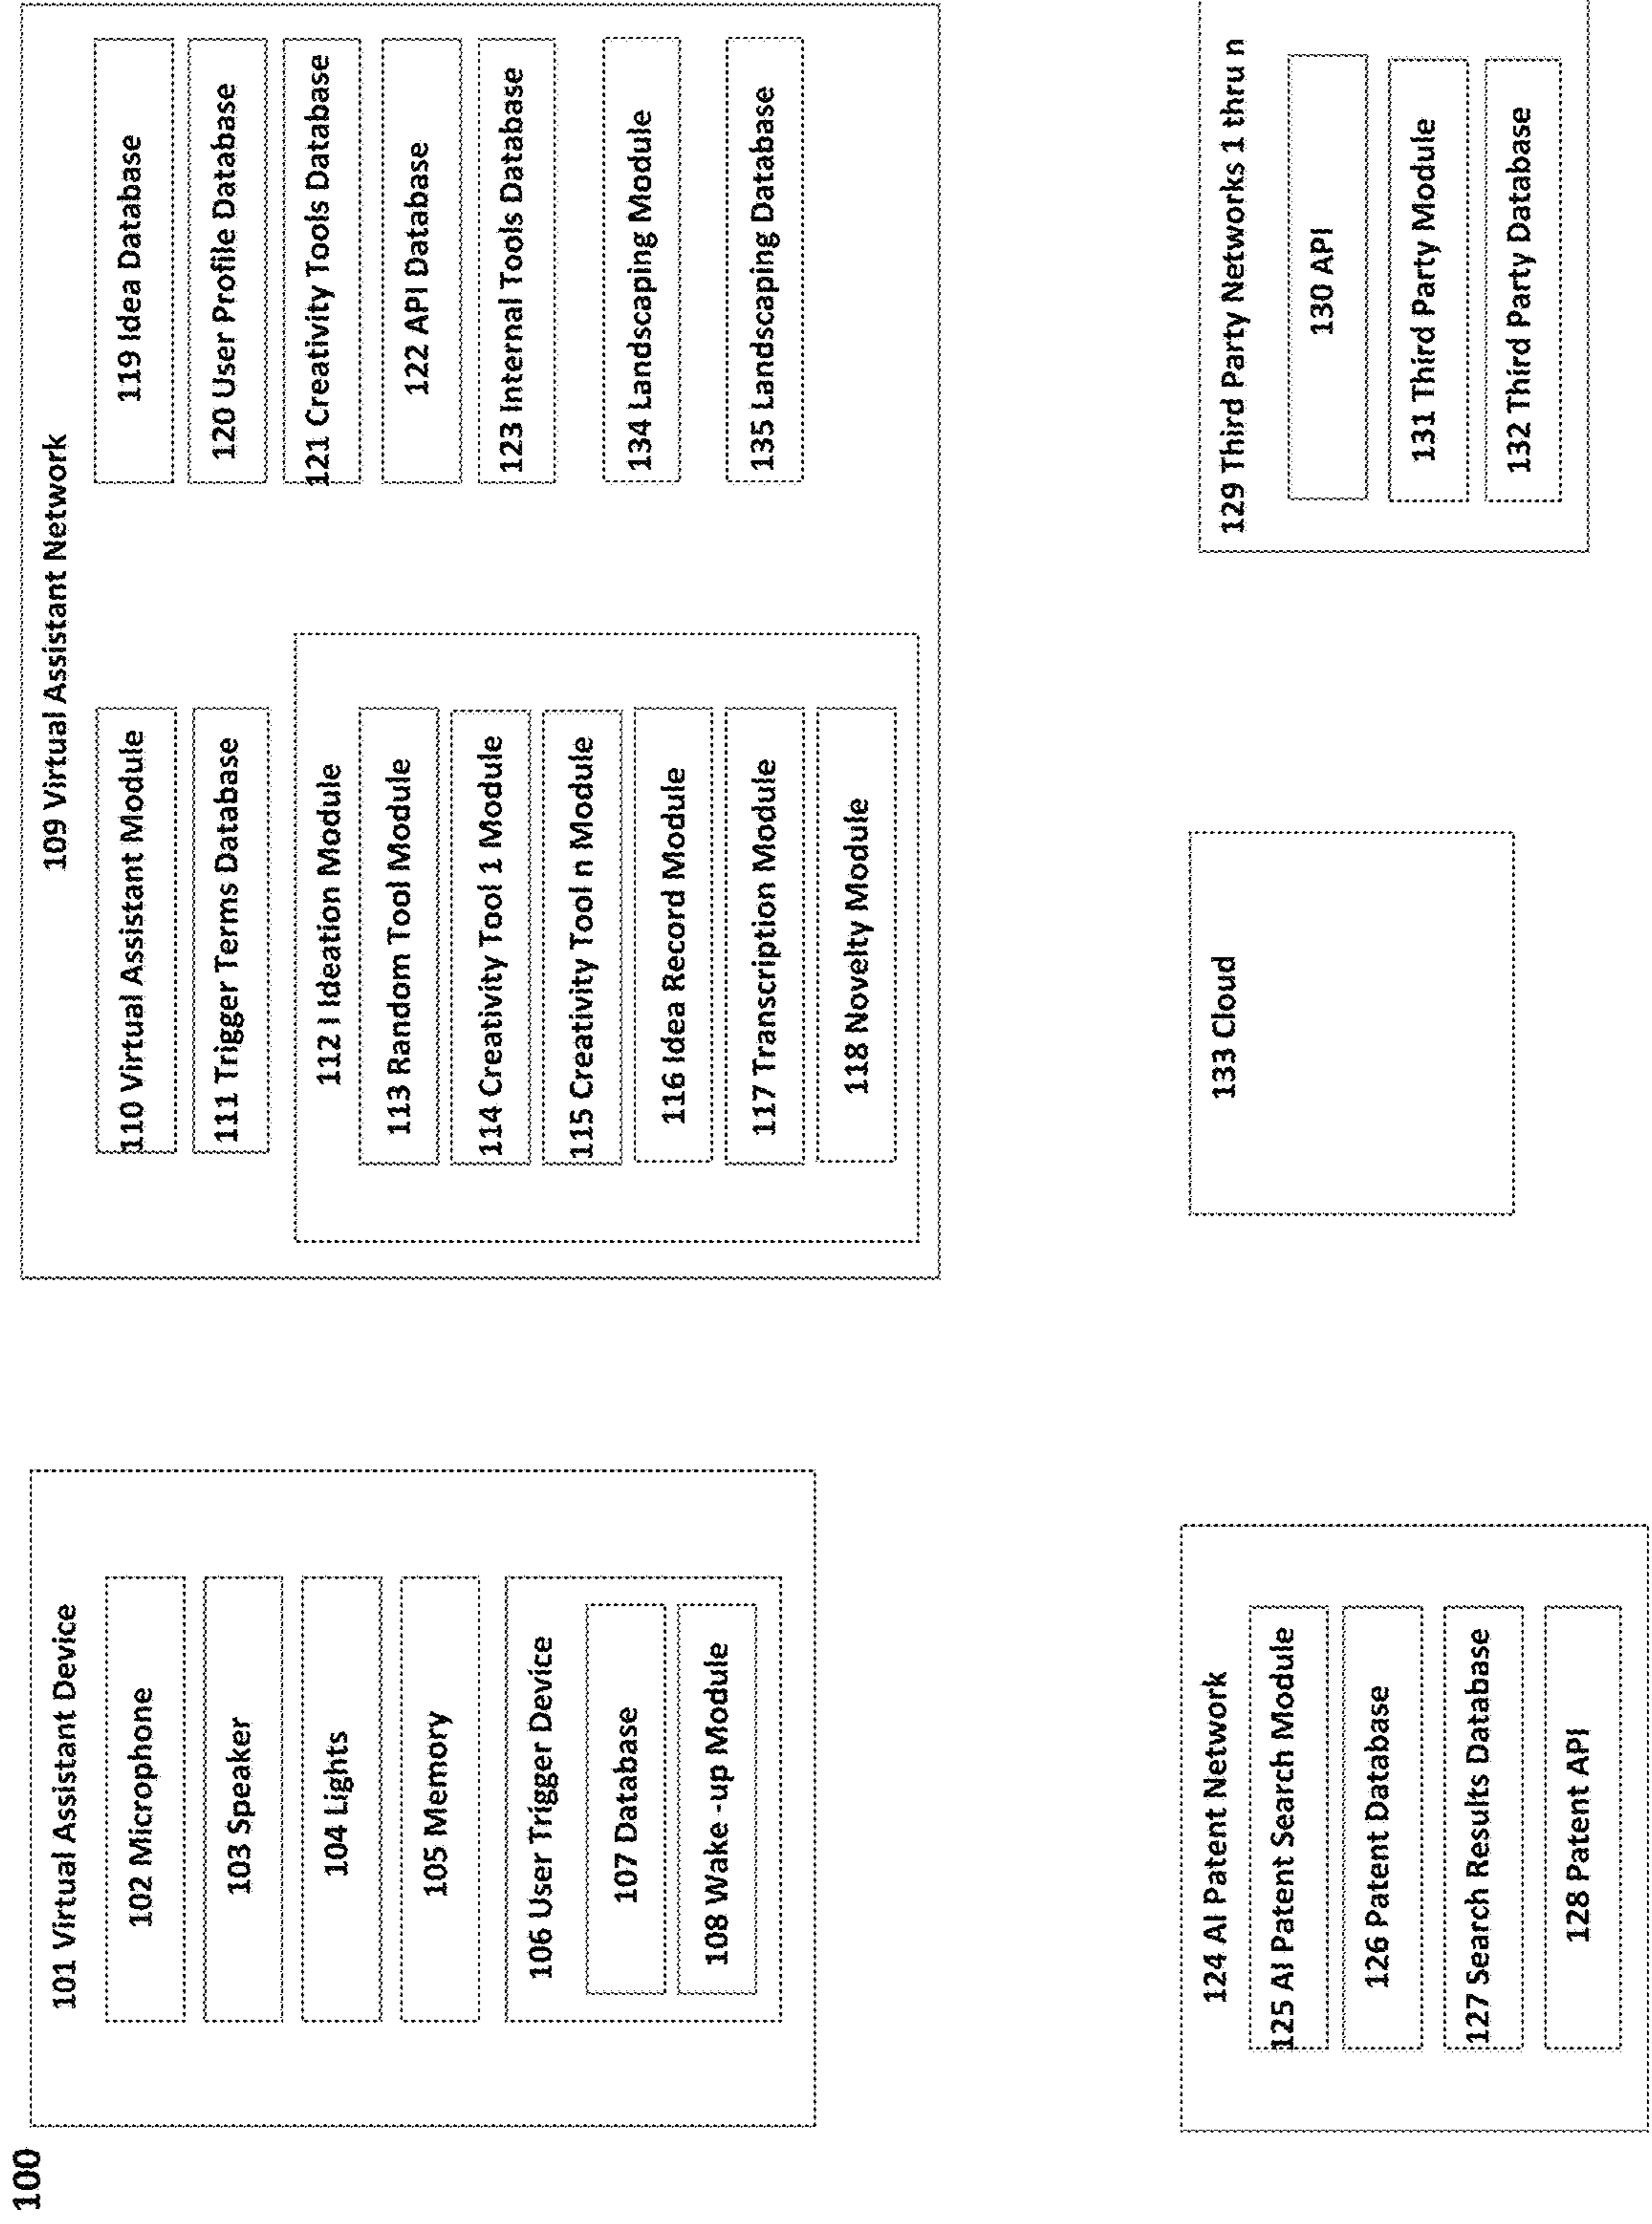 100
101 Virtual Assistant Device
102 Microphone
103 Speaker
104 Lights
105 Memory
106 User Trigger Device
107 Database
108 Wake -up Module
109 Virtual Assistant Network
110 Virtual Assistant Module
111 Trigger Terms Database
112 I Ideation Module
113 Random Tool Module
114 Creativity Tool 1 Module
115 Creativity Tool n Module
116 Idea Record Module
117 Transcription Module
118 Novelty Module
119 Idea Database
120 User Profile Database
121 Creativity Tools Database
122 API Database
123 Internal Tools Database
134 Landscaping Module
135 Landscaping Database
124 AI Patent Network
125 AI Patent Search Module
126 Patent Database
127 Search Results Database
128 Patent API
133 Cloud
129 Third Party Networks 1 thru n
130 API
131 Third Party Module
132 Third Party Database